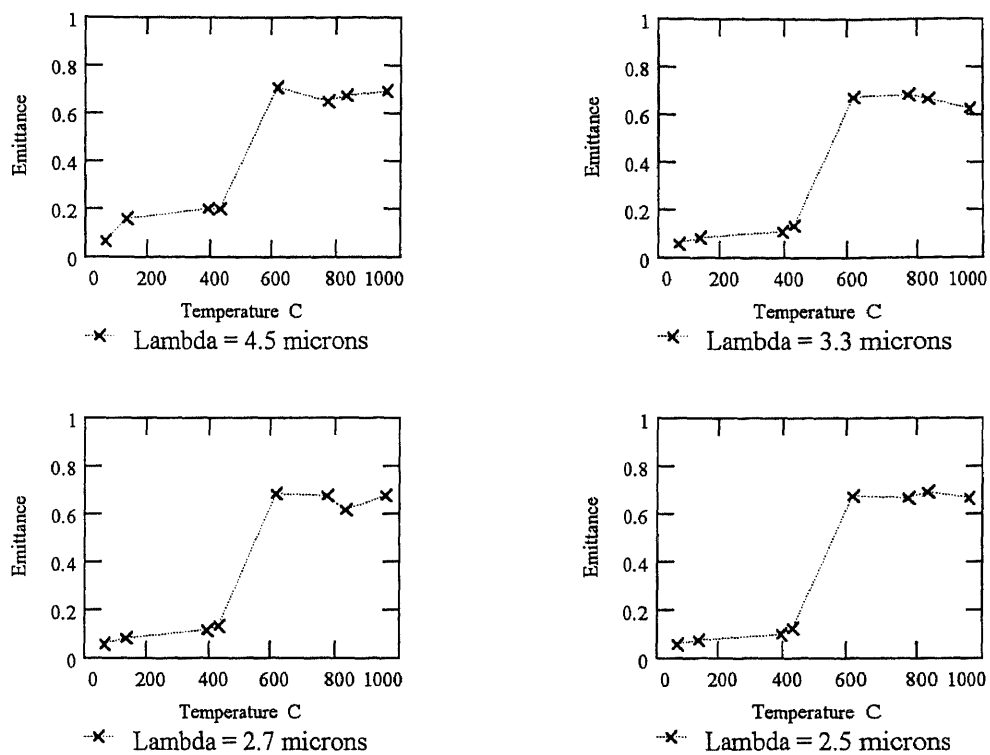 1
0.8
0.6
0.4
0.2
0
Emittance
0 200 400 600 800 1000
Temperature C
Lambda = 4.5 microns
1
0.8
0.6
0.4
0.2
0
Emittance
0 200 400 600 800 1000
Temperature C
Lambda = 3.3 microns
1
0.8
0.6
0.4
0.2
0
Emittance
0 200 400 600 800 1000
Temperature C
Lambda = 2.7 microns
1
0.8
0.6
0.4
0.2
0
Emittance
0 200 400 600 800 1000
Temperature C
Lambda = 2.5 microns